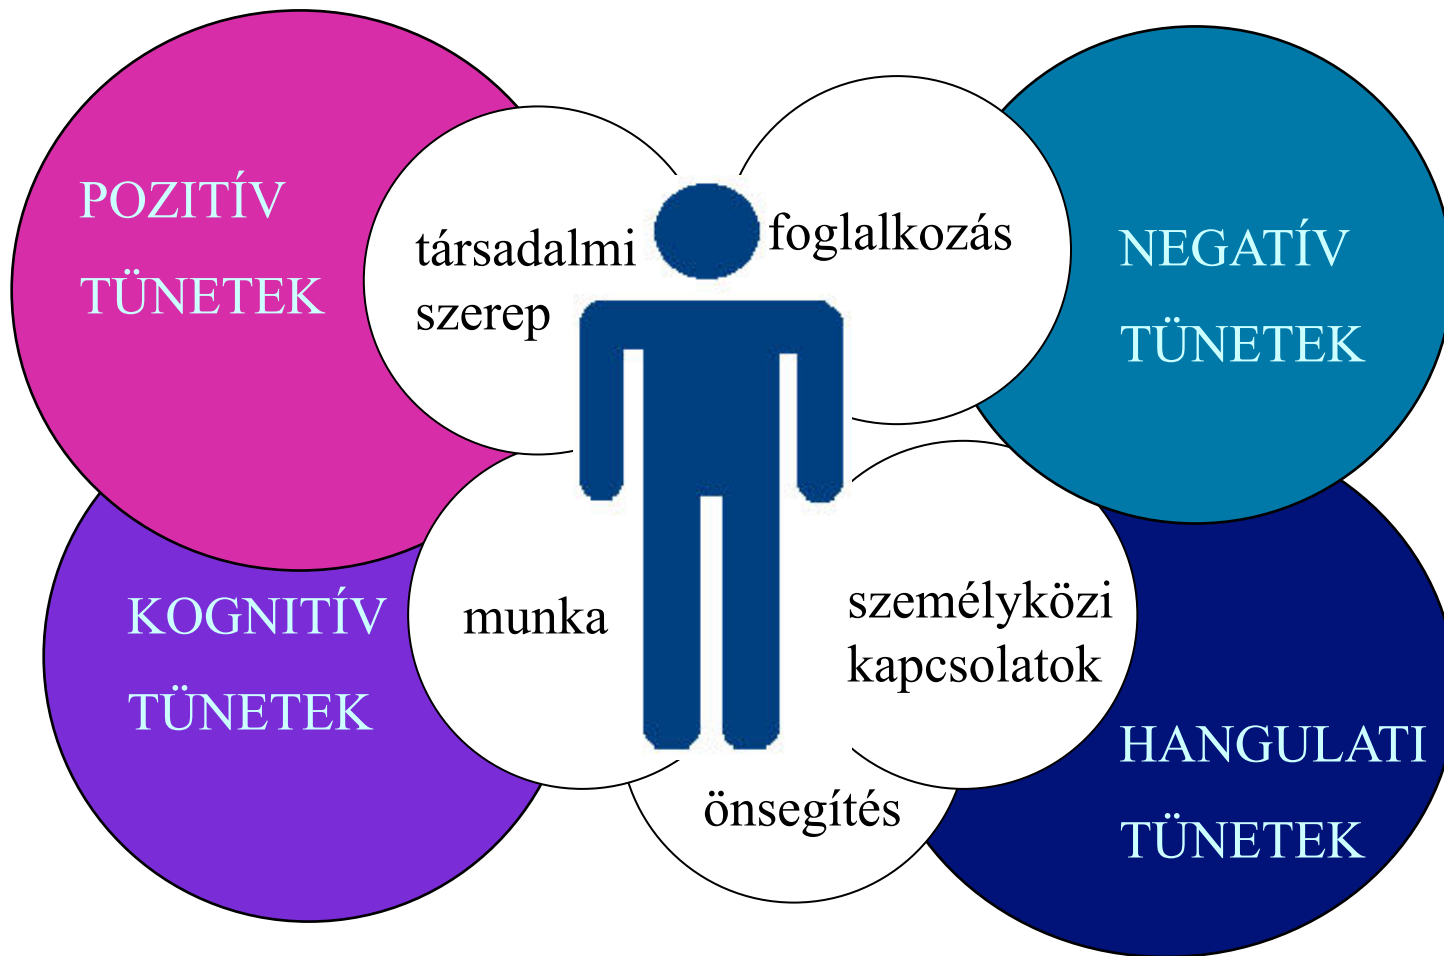 POZITÍV
TÜNETEK
társadalmi
szerep
foglalkozás
NEGATÍV
TÜNETEK
KOGNITÍV
TÜNETEK
munka
személyközi
kapcsolatok
HANGULATI
TÜNETEK
önsegítés